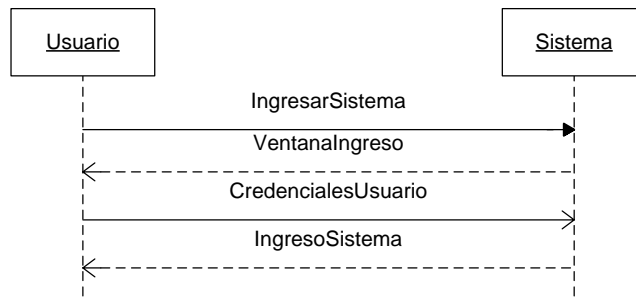 Usuario
Sistema
IngresarSistema
VentanaIngreso
CredencialesUsuario
IngresoSistema